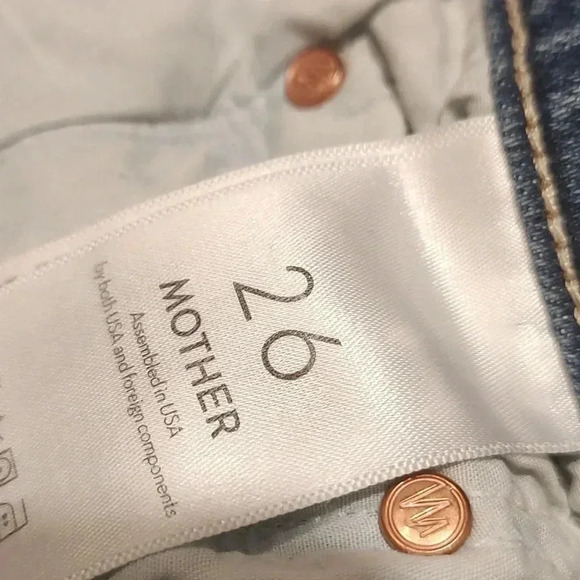 26
MOTHER
Assembled in USA
by both USA and foreign components
M